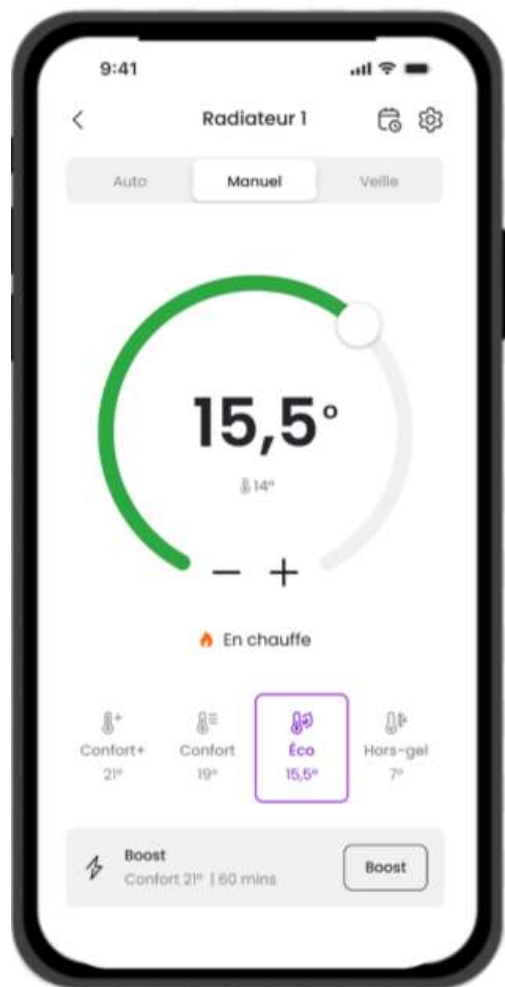 9:41
Radiateur 1
Auto Manuel Veille
15,5°
14°
− +
En chauffe
Confort+ Confort Éco Hors-gel
21° 19° 15,5° 7°
Boost
Confort 21° | 60 mins
Boost